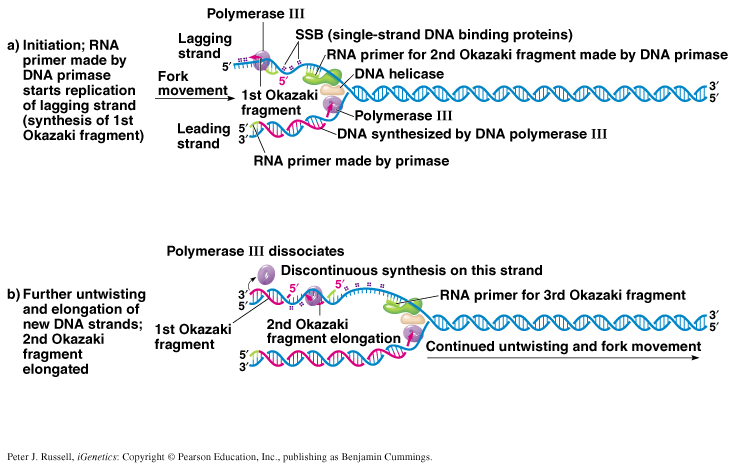 Polymerase III
a) Initiation; RNA
primer made by
DNA primase
starts replication
of lagging strand
(synthesis of 1st
Okazaki fragment)
Lagging
strand
5′
5′
SSB (single-strand DNA binding proteins)
RNA primer for 2nd Okazaki fragment made by DNA primase
DNA helicase
Fork
movement
1st Okazaki
fragment
3′
5′
Polymerase III
Leading
strand
5′
3′
DNA synthesized by DNA polymerase III
RNA primer made by primase
Polymerase III dissociates
Discontinuous synthesis on this strand
b) Further untwisting
and elongation of
new DNA strands;
2nd Okazaki
fragment
elongated
3′
5′
5′
5′
RNA primer for 3rd Okazaki fragment
1st Okazaki
fragment
2nd Okazaki
fragment elongation
3′
5′
Continued untwisting and fork movement
5′
3′
Peter J. Russell, iGenetics: Copyright © Pearson Education, Inc., publishing as Benjamin Cummings.